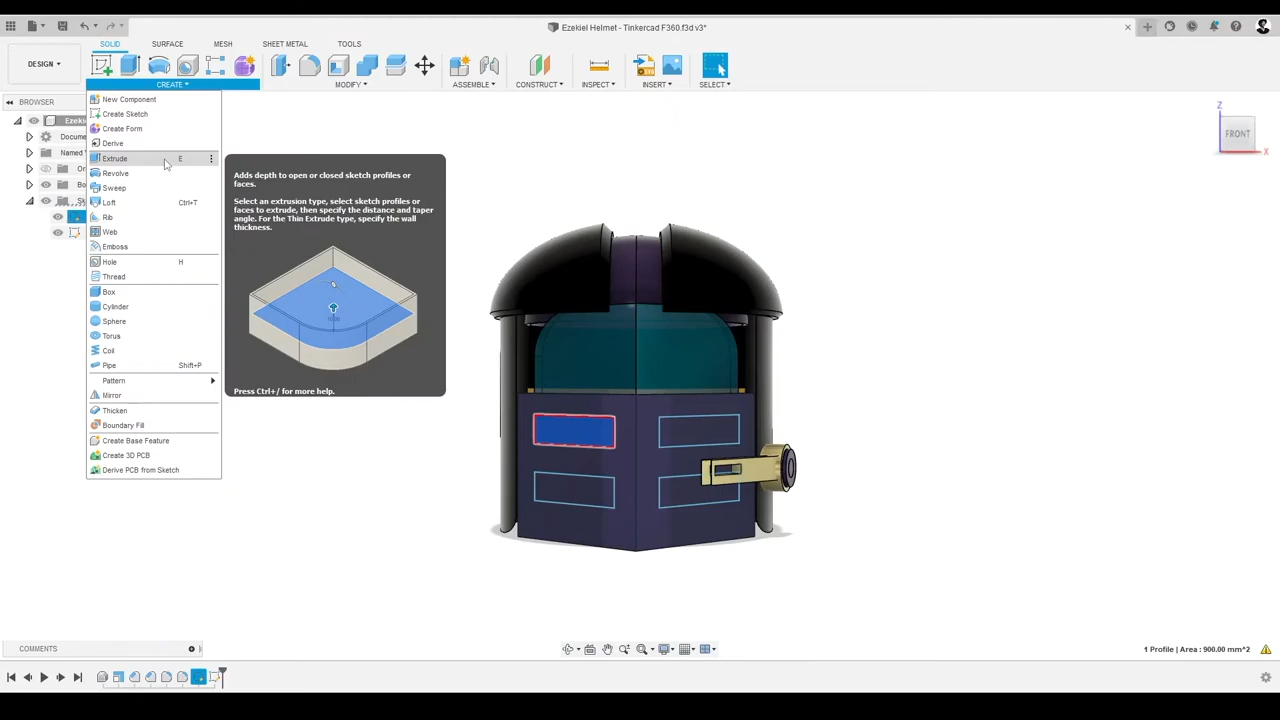 Ezekiel Helmet - Tinkercad F360.f3d v3*
SOLID
SURFACE
MESH
SHEET METAL
TOOLS
DESIGN
CREATE
MODIFY
ASSEMBLE
CONSTRUCT
INSPECT
INSERT
SELECT
BROWSER
Ezeki
Docume
Named
Or
Bo
New Component
Create Sketch
Create Form
Derive
Extrude E
Revolve
Sweep
Loft Ctrl+T
Rib
Web
Emboss
Hole H
Thread
Box
Cylinder
Sphere
Torus
Coil
Pipe Shift+P
Pattern
Mirror
Thicken
Boundary Fill
Create Base Feature
Create 3D PCB
Derive PCB from Sketch
Adds depth to open or closed sketch profiles or
faces.
Select an extrusion type, select sketch profiles or
faces to extrude, then specify the distance and taper
angle. For the Thin Extrude type, specify the wall
thickness.
Press Ctrl+/ for more help.
Z
FRONT
X
COMMENTS
1 Profile | Area : 900.00 mm^2